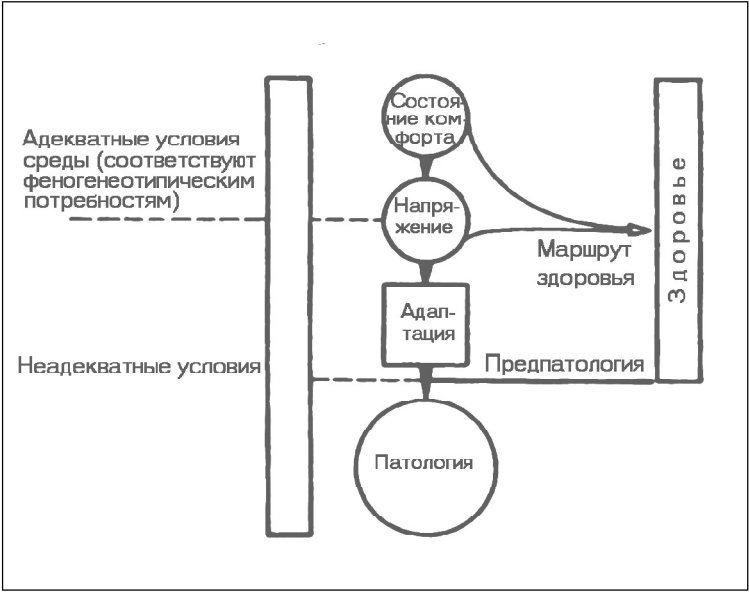 Состоя-
ние ком-
форта
Адекватные условия
среды (соответствуют
феногенеотипическим
потребностям)
Напря-
жение
Маршрут
здоровья
Здоровье
Адап-
тация
Неадекватные условия
Предпатология
Патология